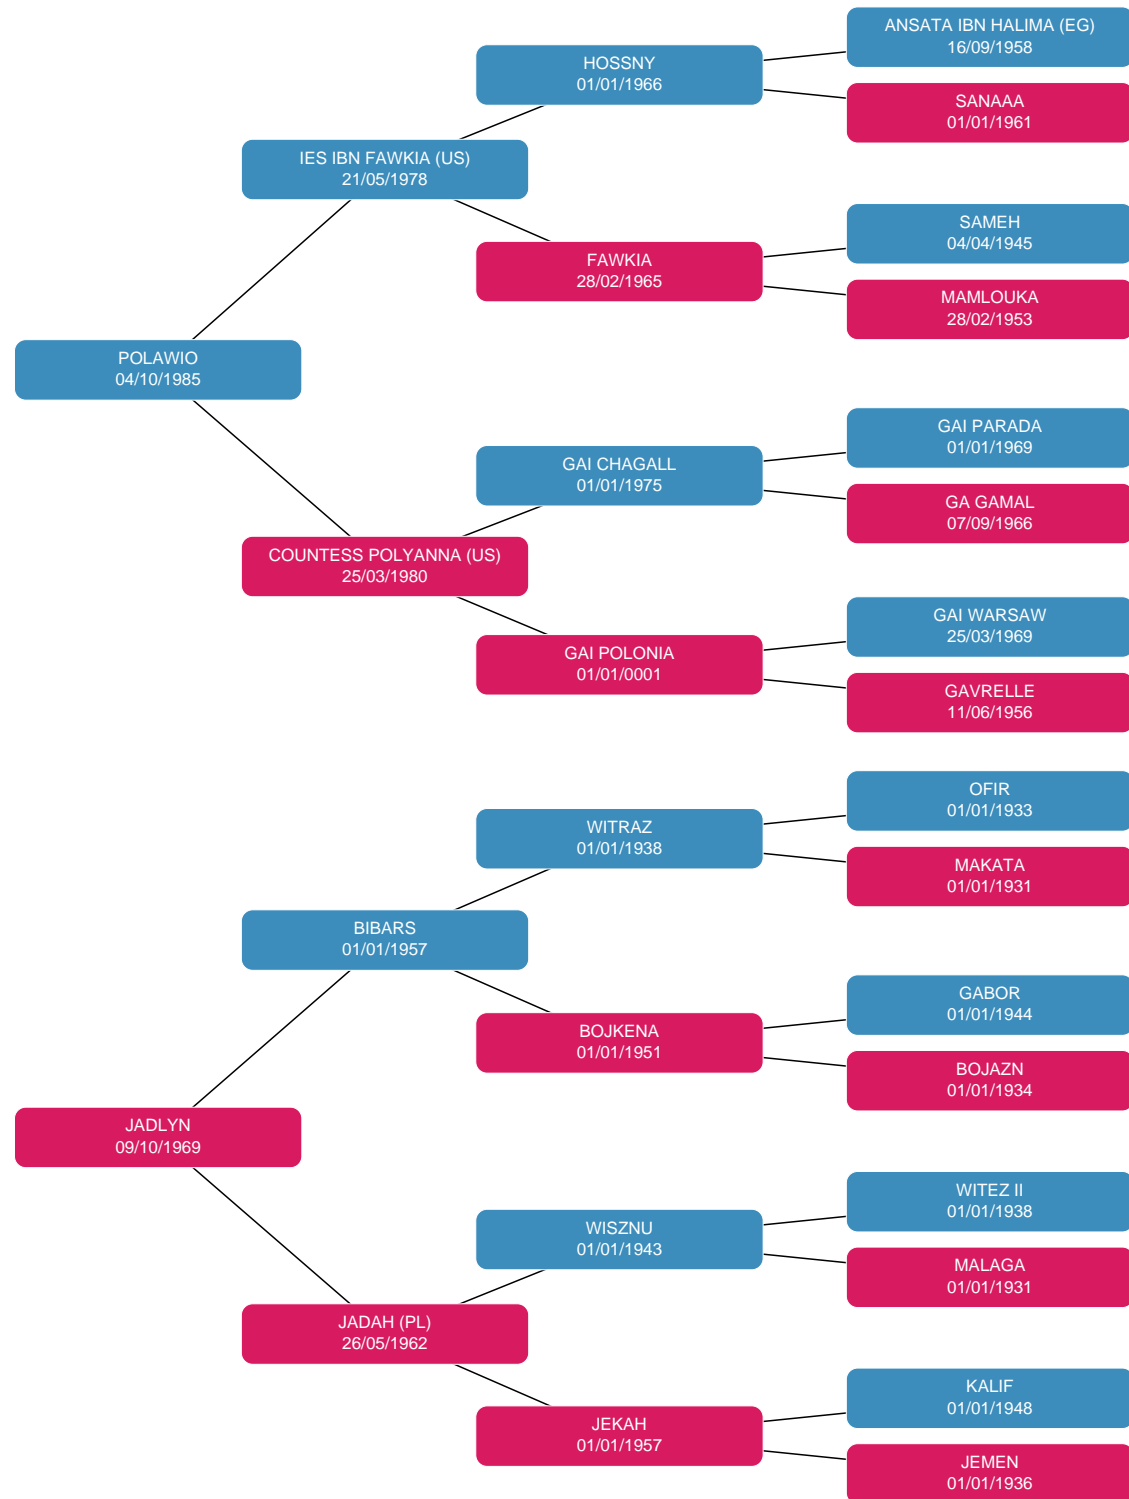 ANSATA IBN HALIMA (EG)
16/09/1958
HOSSNY
01/01/1966
SANAAA
01/01/1961
IES IBN FAWKIA (US)
21/05/1978
SAMEH
04/04/1945
FAWKIA
28/02/1965
MAMLOUKA
28/02/1953
POLAWIO
04/10/1985
GAI PARADA
01/01/1969
GAI CHAGALL
01/01/1975
GA GAMAL
07/09/1966
COUNTESS POLYANNA (US)
25/03/1980
GAI WARSAW
25/03/1969
GAI POLONIA
01/01/0001
GAVRELLE
11/06/1956
OFIR
01/01/1933
WITRAZ
01/01/1938
MAKATA
01/01/1931
BIBARS
01/01/1957
GABOR
01/01/1944
BOJKENA
01/01/1951
BOJAZN
01/01/1934
JADLYN
09/10/1969
WITEZ II
01/01/1938
WISZNU
01/01/1943
MALAGA
01/01/1931
JADAH (PL)
26/05/1962
KALIF
01/01/1948
JEKAH
01/01/1957
JEMEN
01/01/1936